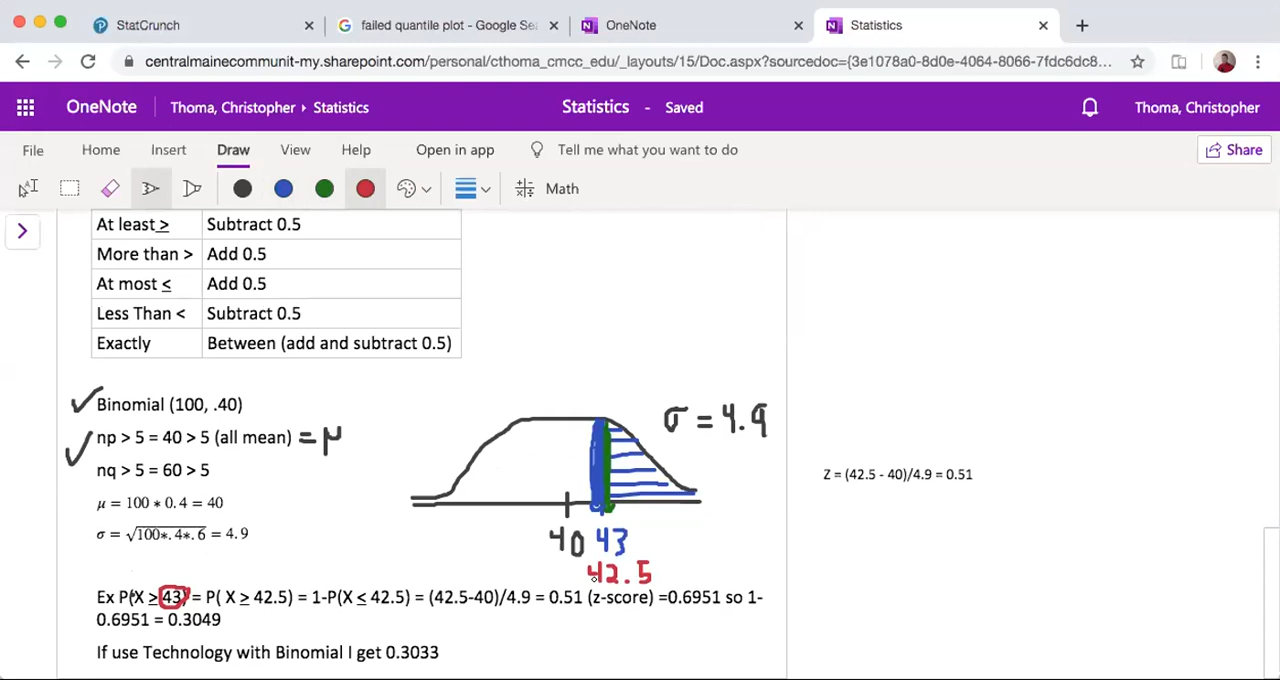 StatCrunch
failed quantile plot - Google Sea
OneNote
Statistics
centralmainecommunit-my.sharepoint.com/personal/cthoma_cmcc_edu/_layouts/15/Doc.aspx?sourcedoc={3e1078a0-8d0e-4064-8066-7fdc6dc8...
OneNote
Thoma, Christopher › Statistics
Statistics - Saved
Thoma, Christopher
File Home Insert Draw View Help Open in app Tell me what you want to do Share
Math
At least ≥ Subtract 0.5
More than > Add 0.5
At most ≤ Add 0.5
Less Than < Subtract 0.5
Exactly Between (add and subtract 0.5)
Binomial (100, .40)
np > 5 = 40 > 5 (all mean) = μ
nq > 5 = 60 > 5
μ = 100 * 0.4 = 40
σ = √100*.4*.6 = 4.9
σ = 4.9
40 43
42.5
Z = (42.5 - 40)/4.9 = 0.51
Ex P(X ≥ 43) = P( X ≥ 42.5) = 1-P(X ≤ 42.5) = (42.5-40)/4.9 = 0.51 (z-score) =0.6951 so 1-
0.6951 = 0.3049
If use Technology with Binomial I get 0.3033